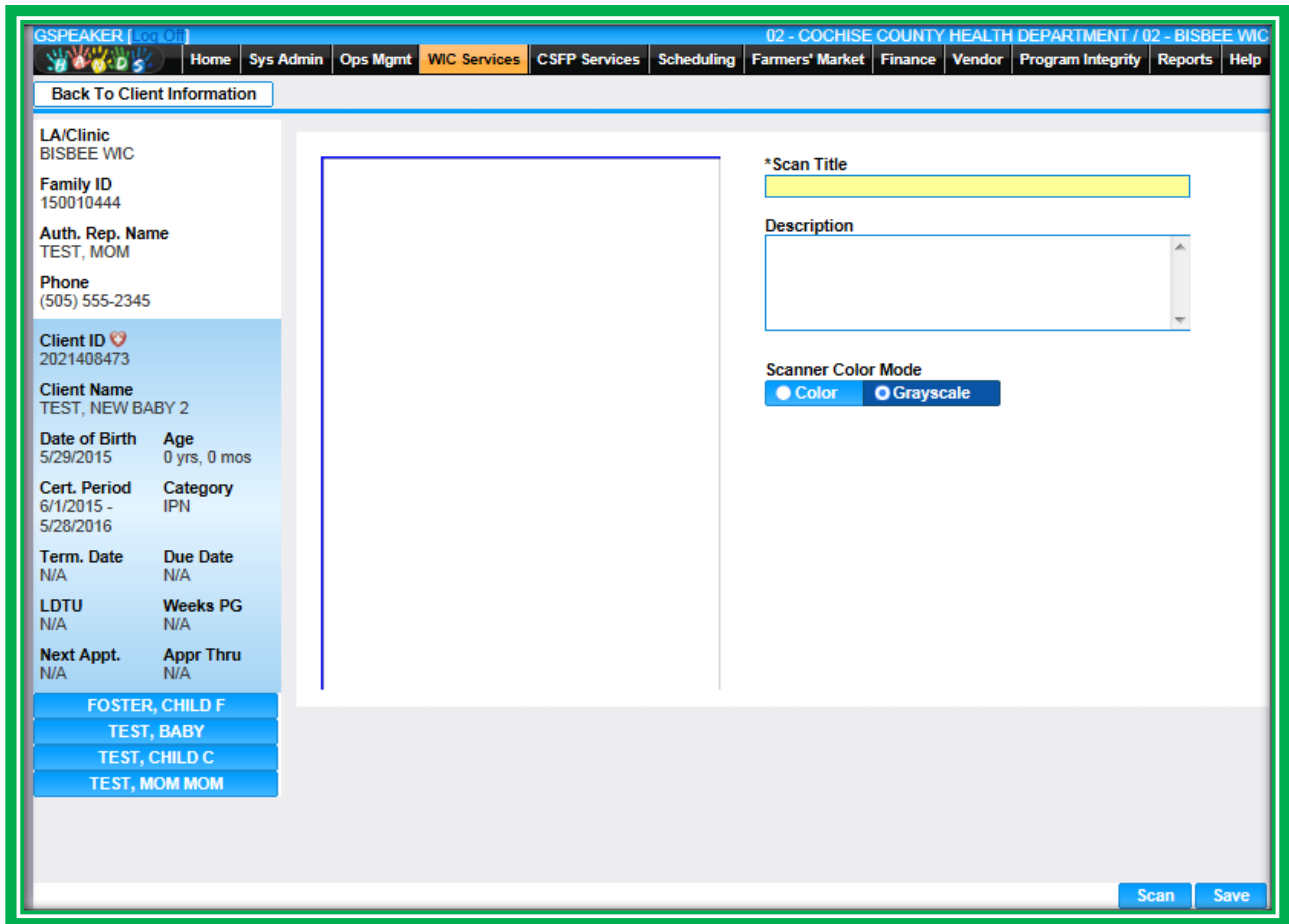 GSPEAKER [Log Off] 02 - COCHISE COUNTY HEALTH DEPARTMENT / 02 - BISBEE WIC
HANDS Home Sys Admin Ops Mgmt WIC Services CSFP Services Scheduling Farmers' Market Finance Vendor Program Integrity Reports Help
Back To Client Information
LA/Clinic
BISBEE WIC
Family ID
150010444
Auth. Rep. Name
TEST, MOM
Phone
(505) 555-2345
Client ID
2021408473
Client Name
TEST, NEW BABY 2
Date of Birth Age
5/29/2015 0 yrs, 0 mos
Cert. Period Category
6/1/2015 - IPN
5/28/2016
Term. Date Due Date
N/A N/A
LDTU Weeks PG
N/A N/A
Next Appt. Appr Thru
N/A N/A
FOSTER, CHILD F
TEST, BABY
TEST, CHILD C
TEST, MOM MOM
*Scan Title
Description
Scanner Color Mode
Color Grayscale
Scan Save